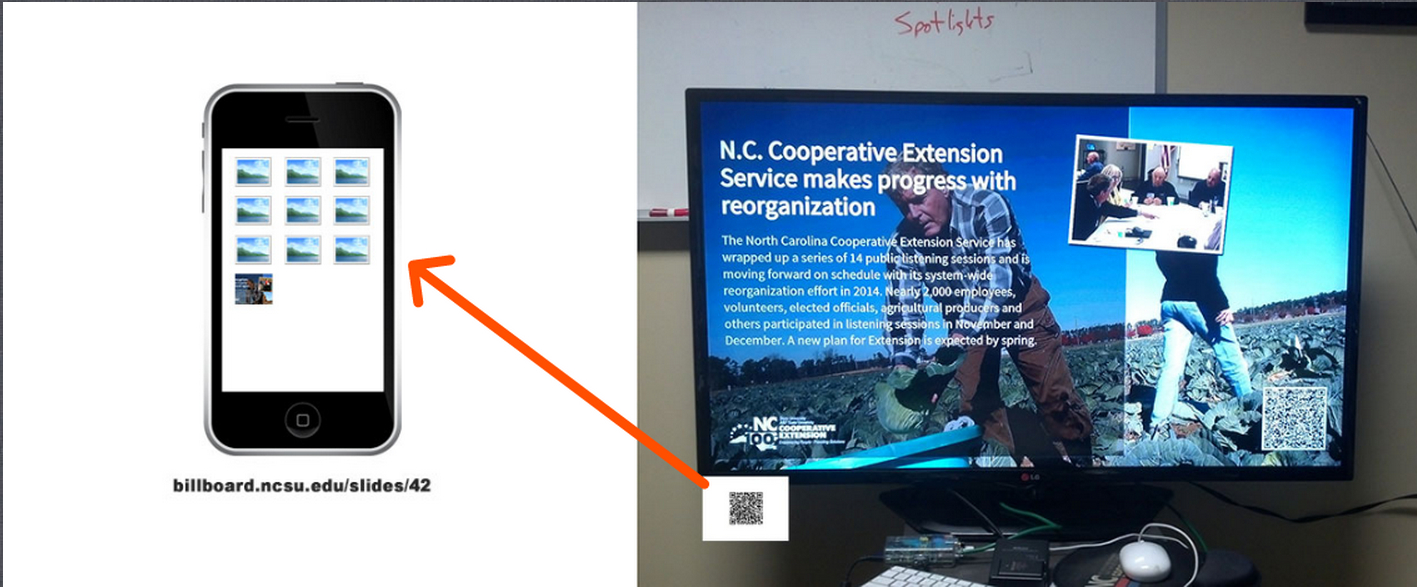 Spotlights
N.C. Cooperative Extension
Service makes progress with
reorganization
The North Carolina Cooperative Extension Service has
wrapped up a series of 14 public listening sessions and is
moving forward on schedule with its system-wide
reorganization effort in 2014. Nearly 2,000 employees,
volunteers, elected officials, agricultural producers and
others participated in listening sessions in November and
December. A new plan for Extension is expected by spring.
NC
100
COOPERATIVE
EXTENSION
LG
billboard.ncsu.edu/slides/42